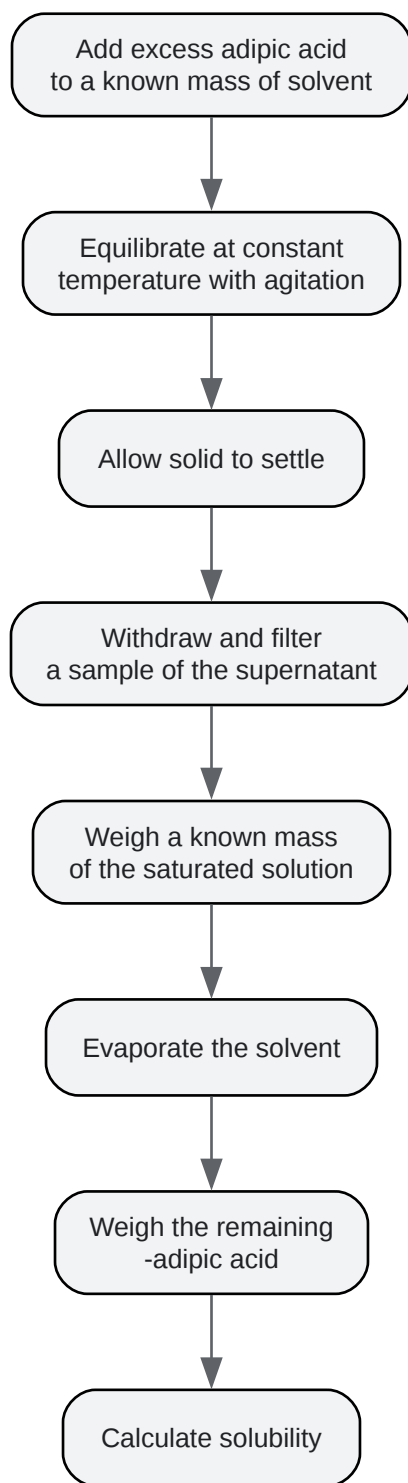 Add excess adipic acid
to a known mass of solvent
Equilibrate at constant
temperature with agitation
Allow solid to settle
Withdraw and filter
a sample of the supernatant
Weigh a known mass
of the saturated solution
Evaporate the solvent
Weigh the remaining
-adipic acid
Calculate solubility